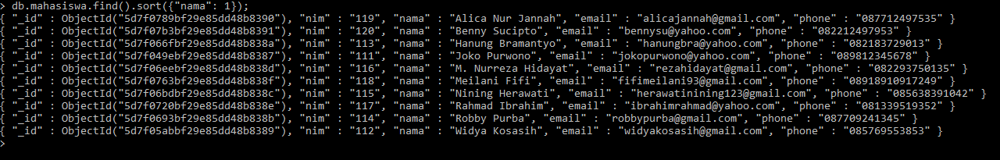 > db.mahasiswa.find().sort({"nama": 1});
{ "_id" : ObjectId("5d7f0789bf29e85dd48b8390"), "nim" : "119", "nama" : "Alica Nur Jannah", "email" : "alicajannah@gmail.com", "phone" : "087712497535" }
{ "_id" : ObjectId("5d7f07b3bf29e85dd48b8391"), "nim" : "120", "nama" : "Benny Sucipto", "email" : "bennysu@yahoo.com", "phone" : "082212497953" }
{ "_id" : ObjectId("5d7f066fbf29e85dd48b838a"), "nim" : "113", "nama" : "Hanung Bramantyo", "email" : "hanungbra@yahoo.com", "phone" : "082183729013" }
{ "_id" : ObjectId("5d7f049ebf29e85dd48b8387"), "nim" : "111", "nama" : "Joko Purwono", "email" : "jokopurwono@yahoo.com", "phone" : "089812345678" }
{ "_id" : ObjectId("5d7f06eebf29e85dd48b838d"), "nim" : "116", "nama" : "M. Nurreza Hidayat", "email" : "rezahidayat@gmail.com", "phone" : "082293750135" }
{ "_id" : ObjectId("5d7f0763bf29e85dd48b838f"), "nim" : "118", "nama" : "Meilani Fifi", "email" : "fifimeilani93@gmail.com", "phone" : "08918910917249" }
{ "_id" : ObjectId("5d7f06bdbf29e85dd48b838c"), "nim" : "115", "nama" : "Nining Herawati", "email" : "herawatinining123@gmail.com", "phone" : "085638391042" }
{ "_id" : ObjectId("5d7f0720bf29e85dd48b838e"), "nim" : "117", "nama" : "Rahmad Ibrahim", "email" : "ibrahimrahmad@yahoo.com", "phone" : "081339519352" }
{ "_id" : ObjectId("5d7f0693bf29e85dd48b838b"), "nim" : "114", "nama" : "Robby Purba", "email" : "robbypurba@gmail.com", "phone" : "087709241345" }
{ "_id" : ObjectId("5d7f05abbf29e85dd48b8389"), "nim" : "112", "nama" : "Widya Kosasih", "email" : "widyakosasih@gmail.com", "phone" : "085769553853" }
>